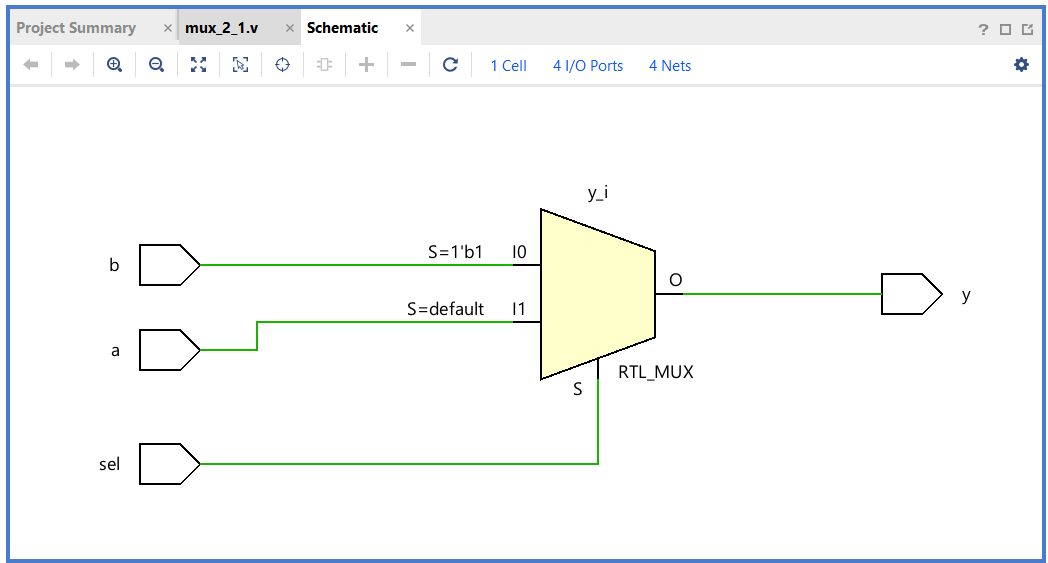 Project Summary × mux_2_1.v × Schematic ×
? 
1 Cell 4 I/O Ports 4 Nets
y_i
S=1'b1 I0
b
O
y
S=default I1
a
RTL_MUX
S
sel